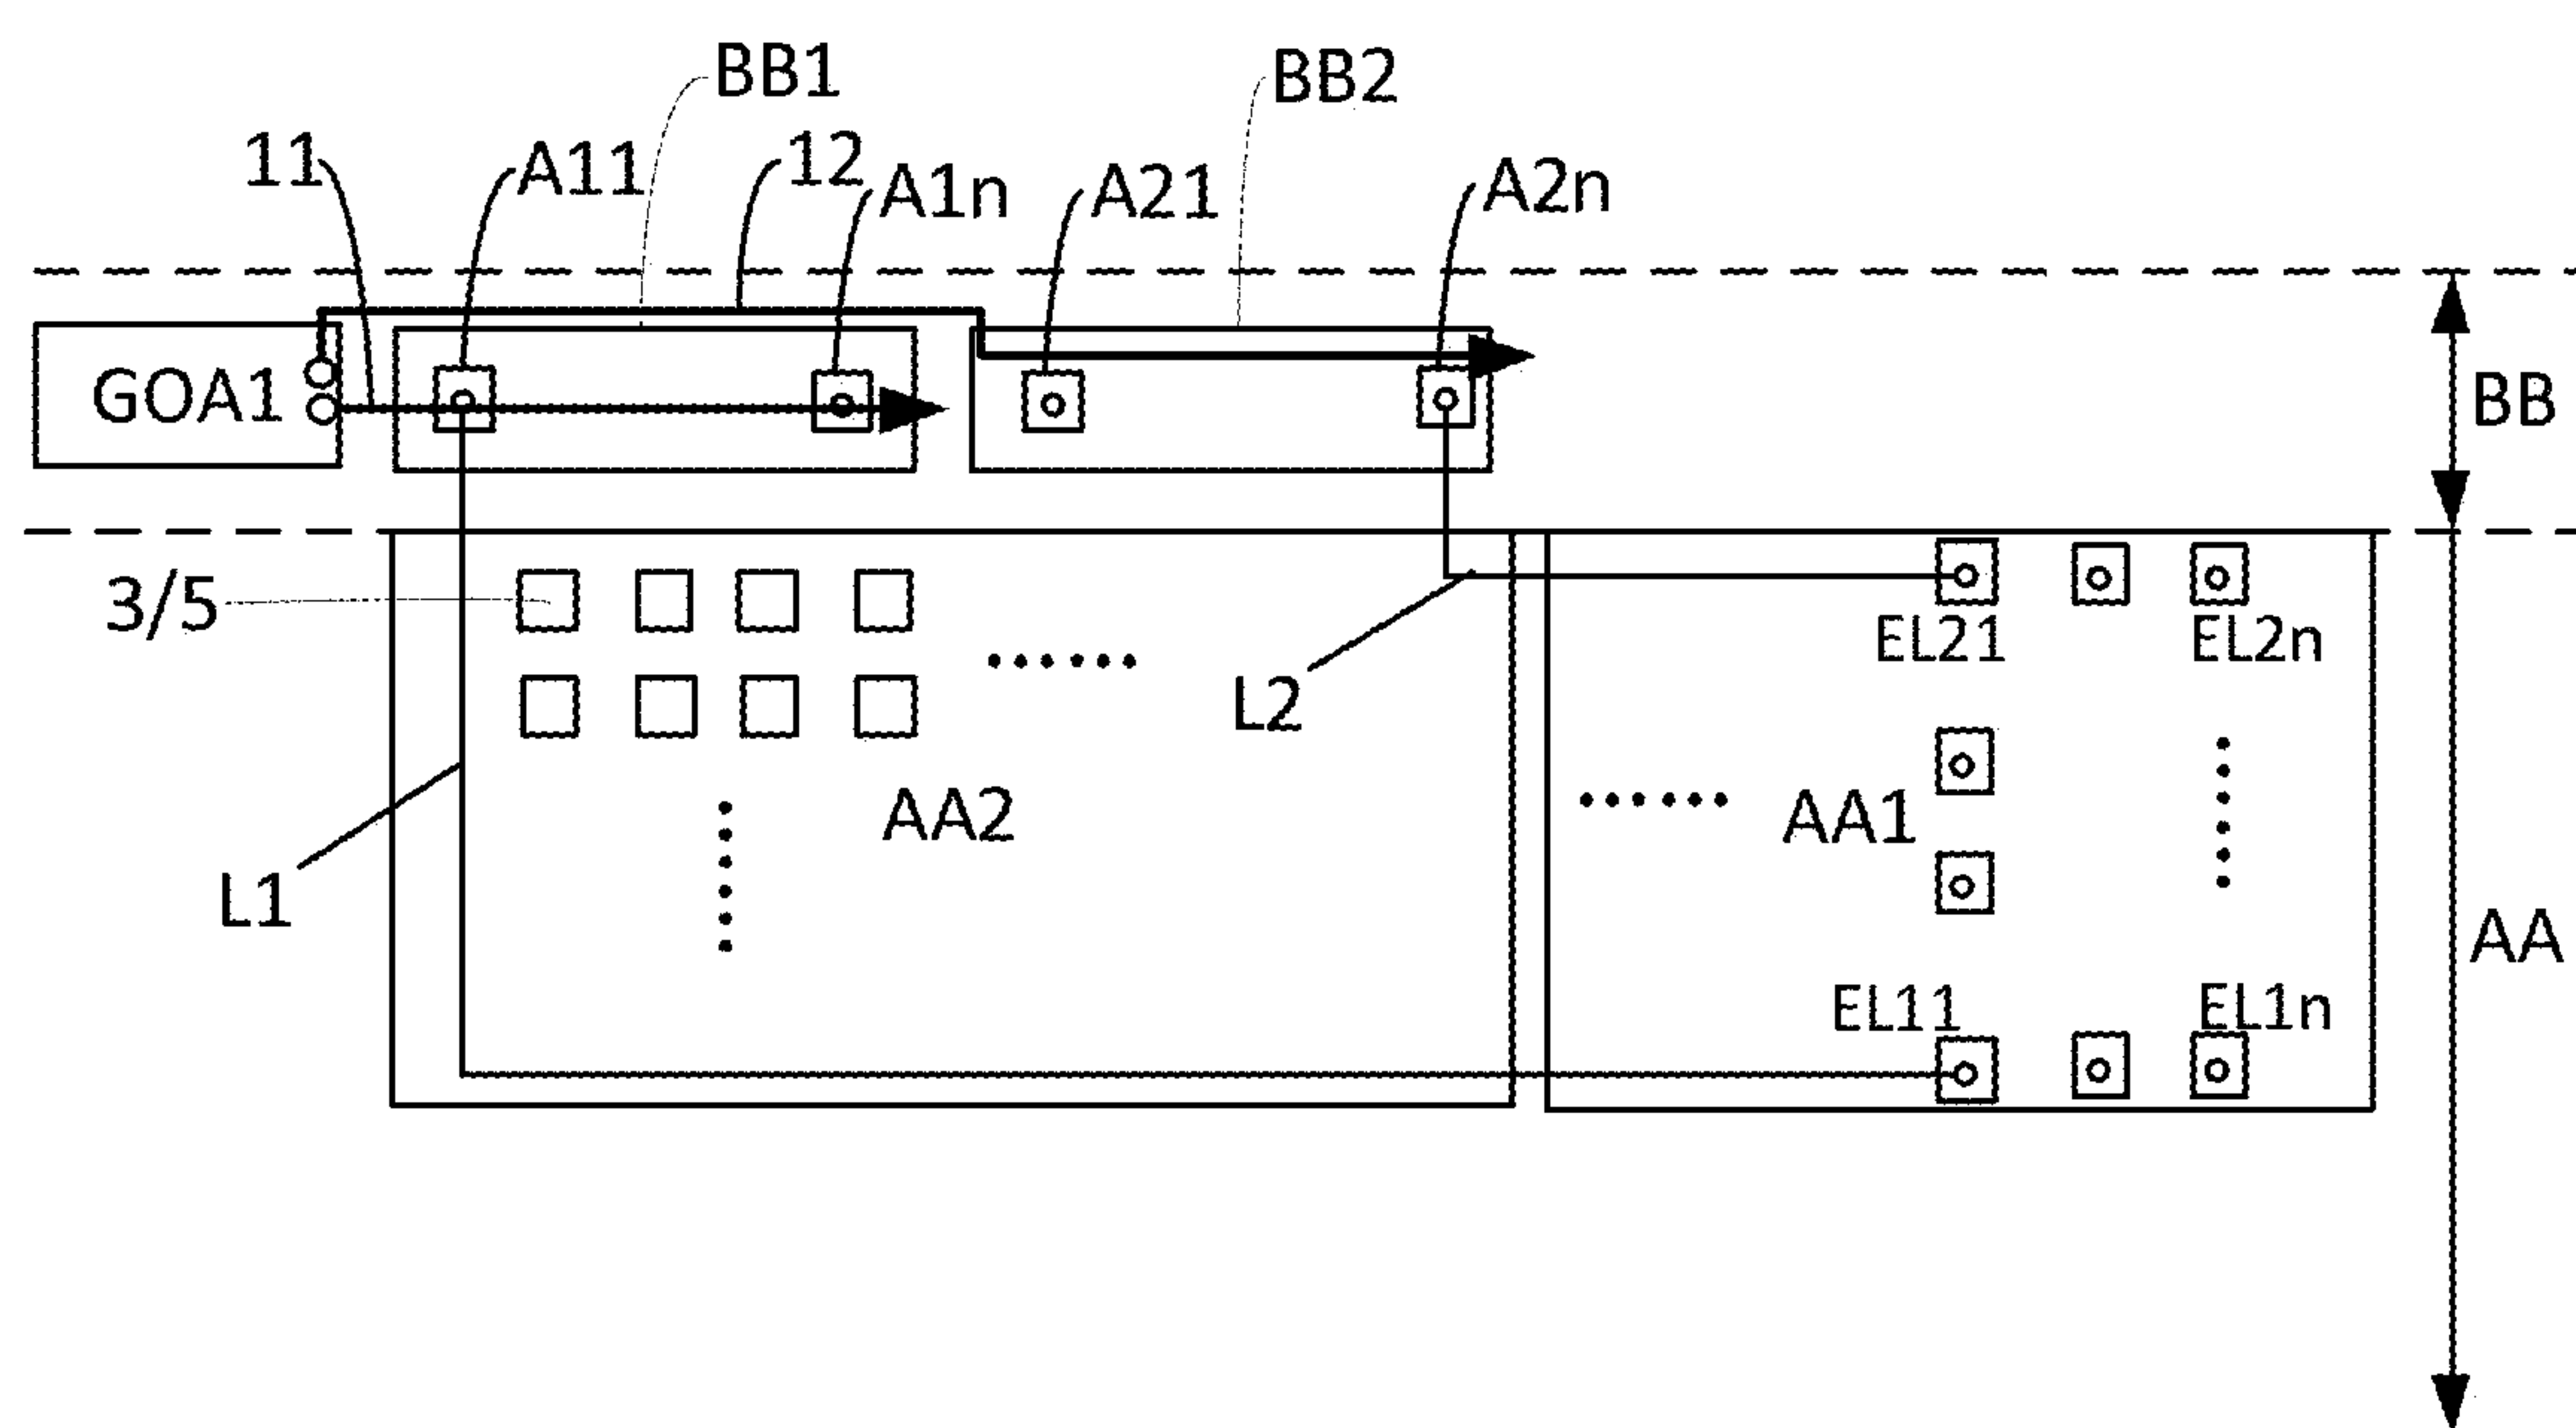 BB1
BB2
11
A11
12
A1n
A21
A2n
GOA1
BB
3/5
EL21
EL2n
L2
AA2
AA1
L1
AA
EL11
EL1n